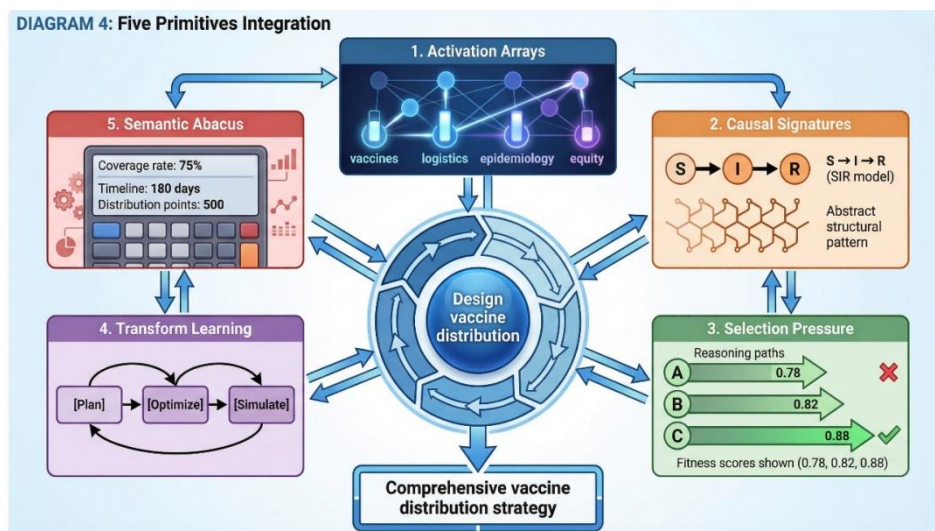 DIAGRAM 4: Five Primitives Integration
1. Activation Arrays
vaccines logistics epidemiology equity
5. Semantic Abacus
Coverage rate: 75%
Timeline: 180 days
Distribution points: 500
2. Causal Signatures
S I R
S → I → R
(SIR model)
Abstract
structural
pattern
Design
vaccine
distribution
4. Transform Learning
[Plan] [Optimize] [Simulate]
3. Selection Pressure
Reasoning paths
A 0.78
B 0.82
C 0.88
Fitness scores shown (0.78, 0.82, 0.88)
Comprehensive vaccine
distribution strategy